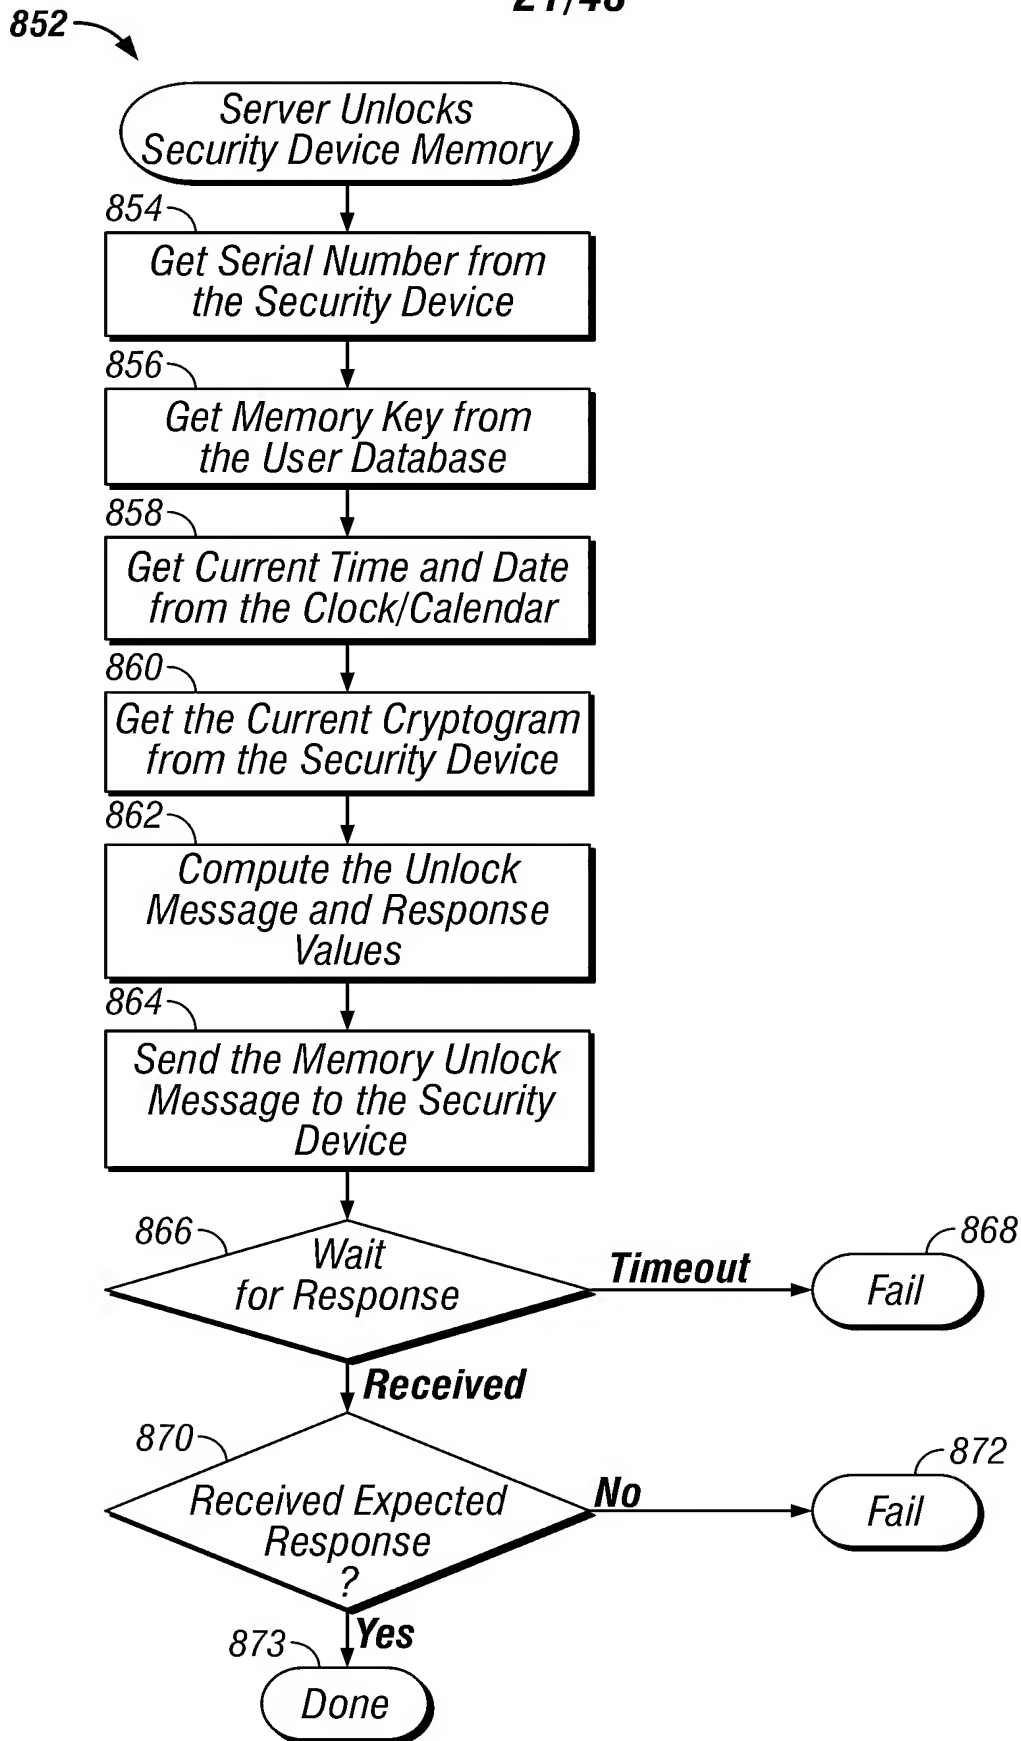 852
Server Unlocks
Security Device Memory
854
Get Serial Number from
the Security Device
856
Get Memory Key from
the User Database
858
Get Current Time and Date
from the Clock/Calendar
860
Get the Current Cryptogram
from the Security Device
862
Compute the Unlock
Message and Response
Values
864
Send the Memory Unlock
Message to the Security
Device
866
Wait
for Response
Timeout
868
Fail
Received
870
Received Expected
Response
?
No
872
Fail
Yes
873
Done